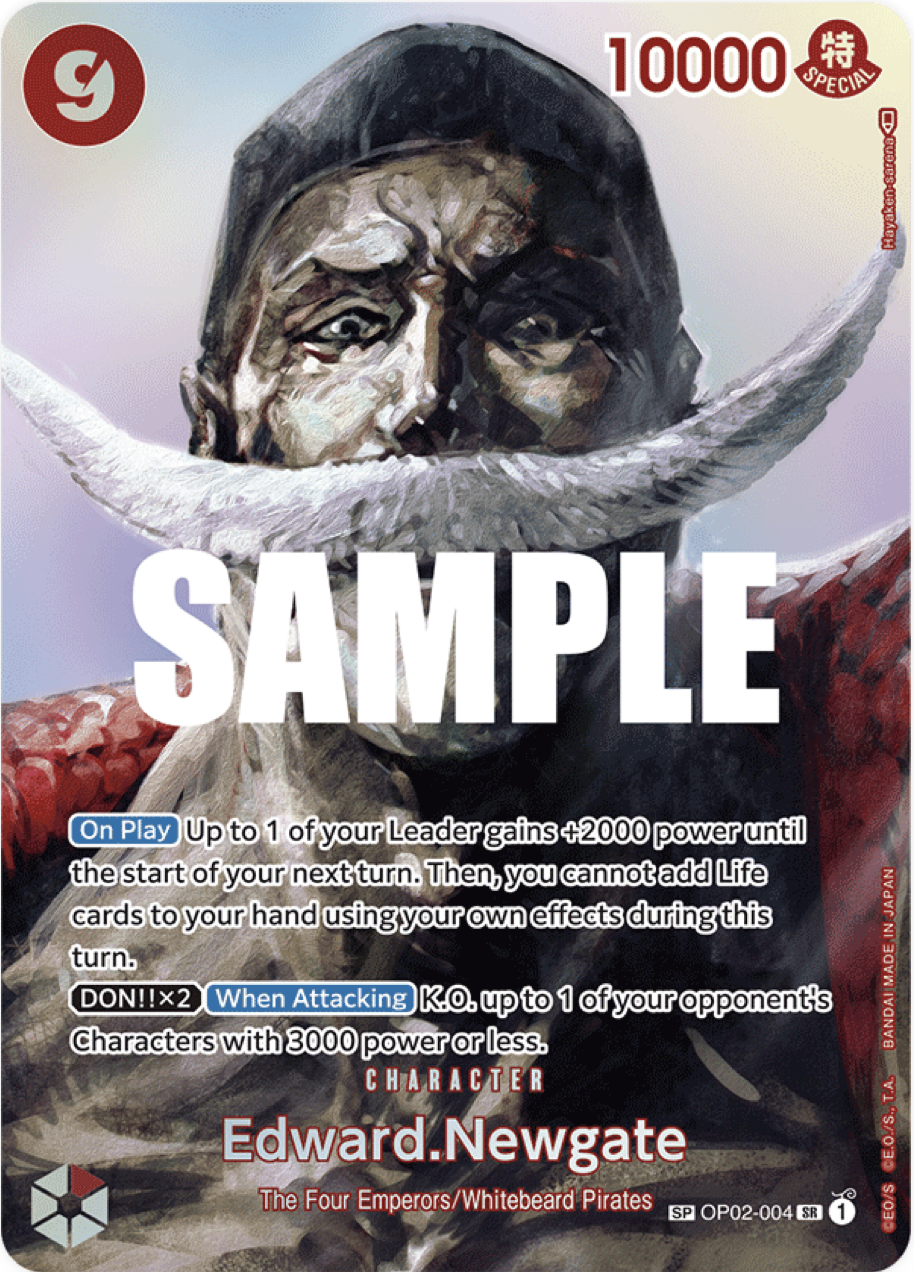 9
10000
特
SPECIAL
Hayaken-sarena
SAMPLE
On Play Up to 1 of your Leader gains +2000 power until
the start of your next turn. Then, you cannot add Life
cards to your hand using your own effects during this
turn.
DON!!×2 When Attacking K.O. up to 1 of your opponent's
Characters with 3000 power or less.
CHARACTER
Edward.Newgate
The Four Emperors/Whitebeard Pirates
SP OP02-004 SR 1
©EO/S ©E.O./S., T.A. BANDAI MADE IN JAPAN